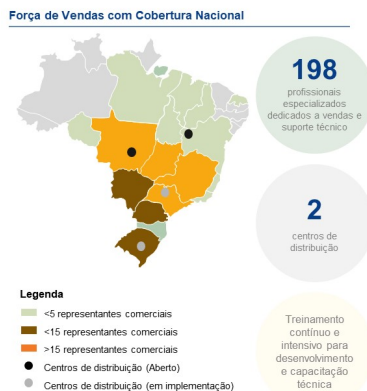 Força de Vendas com Cobertura Nacional
198
profissionais
especializados
dedicados a vendas e
suporte técnico
2
centros de
distribuição
Treinamento
contínuo e
intensivo para
desenvolvimento
e capacitação
técnica
Legenda
<5 representantes comerciais
<15 representantes comerciais
>15 representantes comerciais
Centros de distribuição (Aberto)
Centros de distribuição (em implementação)